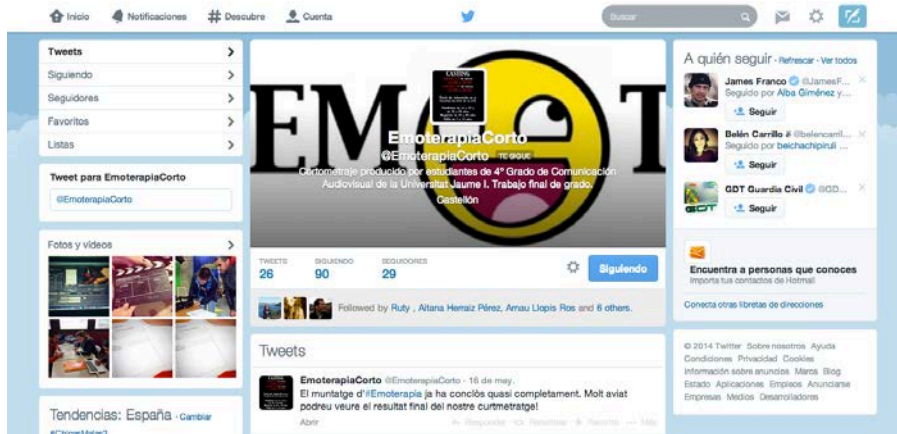 Inicio Notificaciones Descubre Cuenta
Buscar
Tweets
Siguiendo
Seguidores
Favoritos
Listas
Tweet para EmoterapiaCorto
@EmoterapiaCorto
Fotos y vídeos
Tendencias: España · Cambiar
EM T
CASTING
EmoterapiaCorto
@EmoterapiaCorto TE SIGUE
Cortometraje producido por estudiantes de 4º Grado de Comunicación
Audiovisual de la Universitat Jaume I. Trabajo final de grado.
Castellón
TWEETS SIGUIENDO SEGUIDORES
26 90 29
Siguiendo
Followed by Ruty , Aitana Herraiz Pérez, Arnau Llopis Ros and 6 others.
Tweets
EmoterapiaCorto @EmoterapiaCorto · 16 de may.
El muntatge d'#Emoterapia ja ha conclòs quasi completament. Molt aviat
podreu veure el resultat final del nostre curtmetratge!
Abrir Responder
A quién seguir · Refrescar · Ver todos
James Franco @JamesF...
Seguido por Alba Giménez y...
Seguir
Belén Carrillo @belencarri...
Seguido por beichachipiruli ...
Seguir
GDT Guardia Civil @GD...
Seguir
Encuentra a personas que conoces
Importa tus contactos de Hotmail
Conecta otras libretas de direcciones
© 2014 Twitter Sobre nosotros Ayuda
Condiciones Privacidad Cookies
Información sobre anuncios Marca Blog
Estado Aplicaciones Empleos Anunciarse
Empresas Medios Desarrolladores